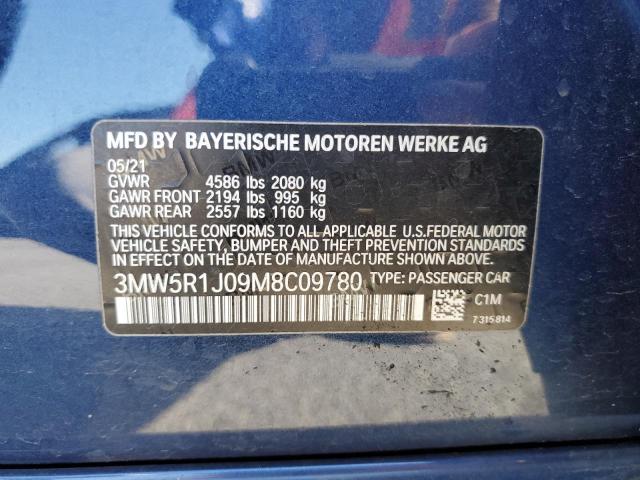 MFD BY BAYERISCHE MOTOREN WERKE AG
05/21
GVWR 4586 lbs 2080 kg
GAWR FRONT 2194 lbs 995 kg
GAWR REAR 2557 lbs 1160 kg
THIS VEHICLE CONFORMS TO ALL APPLICABLE U.S.FEDERAL MOTOR
VEHICLE SAFETY, BUMPER AND THEFT PREVENTION STANDARDS
IN EFFECT ON THE DATE OF MANUFACTURE SHOWN ABOVE.
3MW5R1J09M8C09780 TYPE: PASSENGER CAR
C1M
7315814